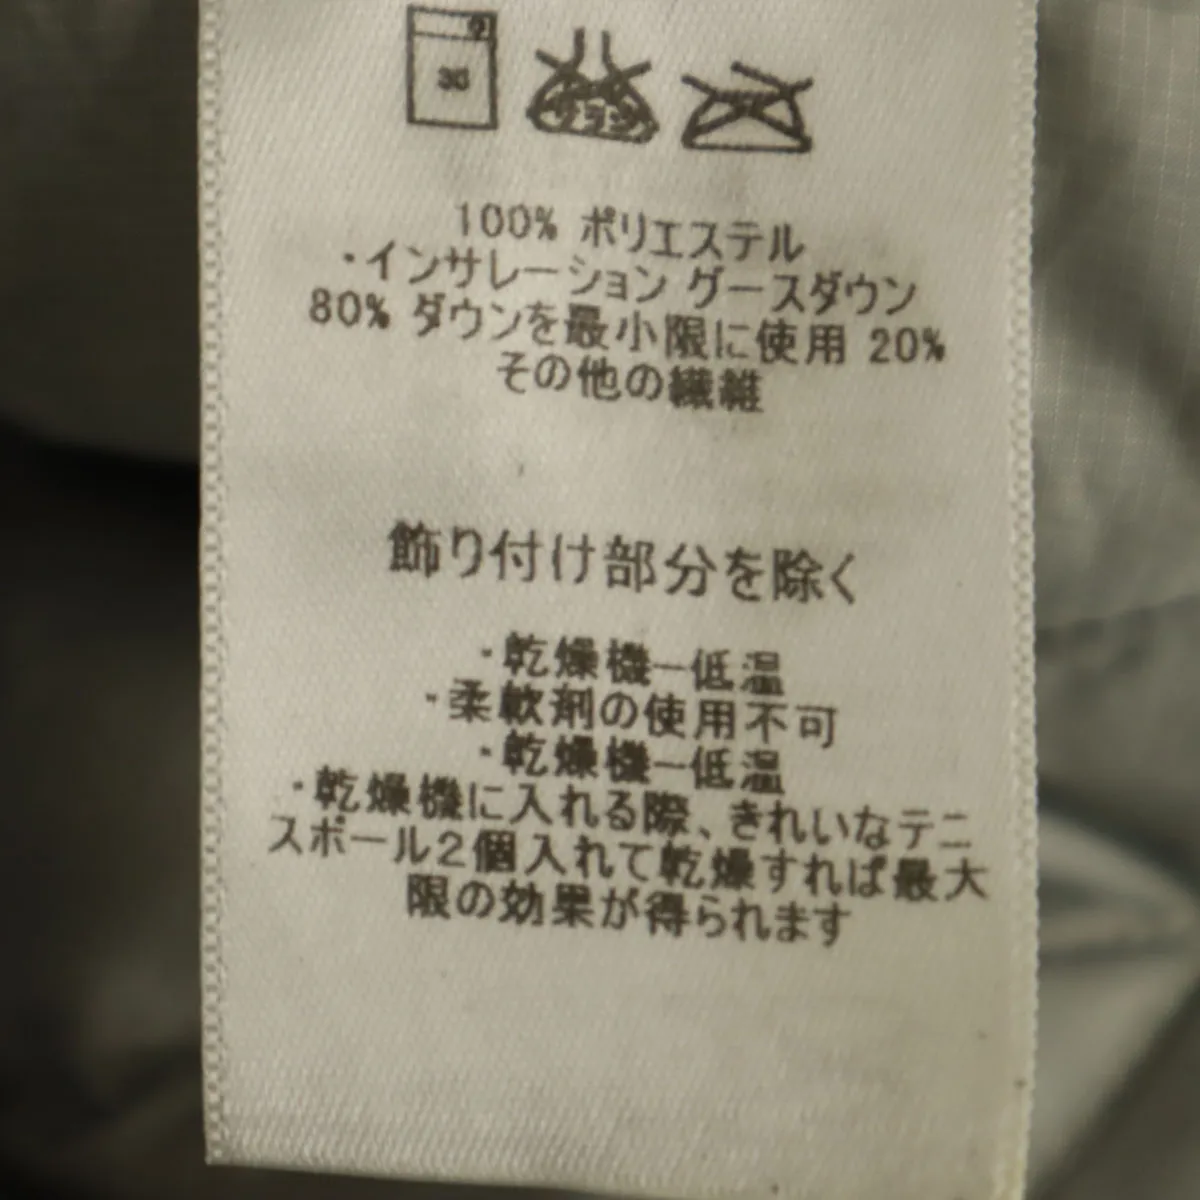 30
100% ポリエステル
・インサレーション グースダウン
80% ダウンを最小限に使用 20%
その他の繊維
飾り付け部分を除く
・乾燥機ー低温
・柔軟剤の使用不可
・乾燥機ー低温
・乾燥機に入れる際、きれいなテニ
スボール2個入れて乾燥すれば最大
限の効果が得られます